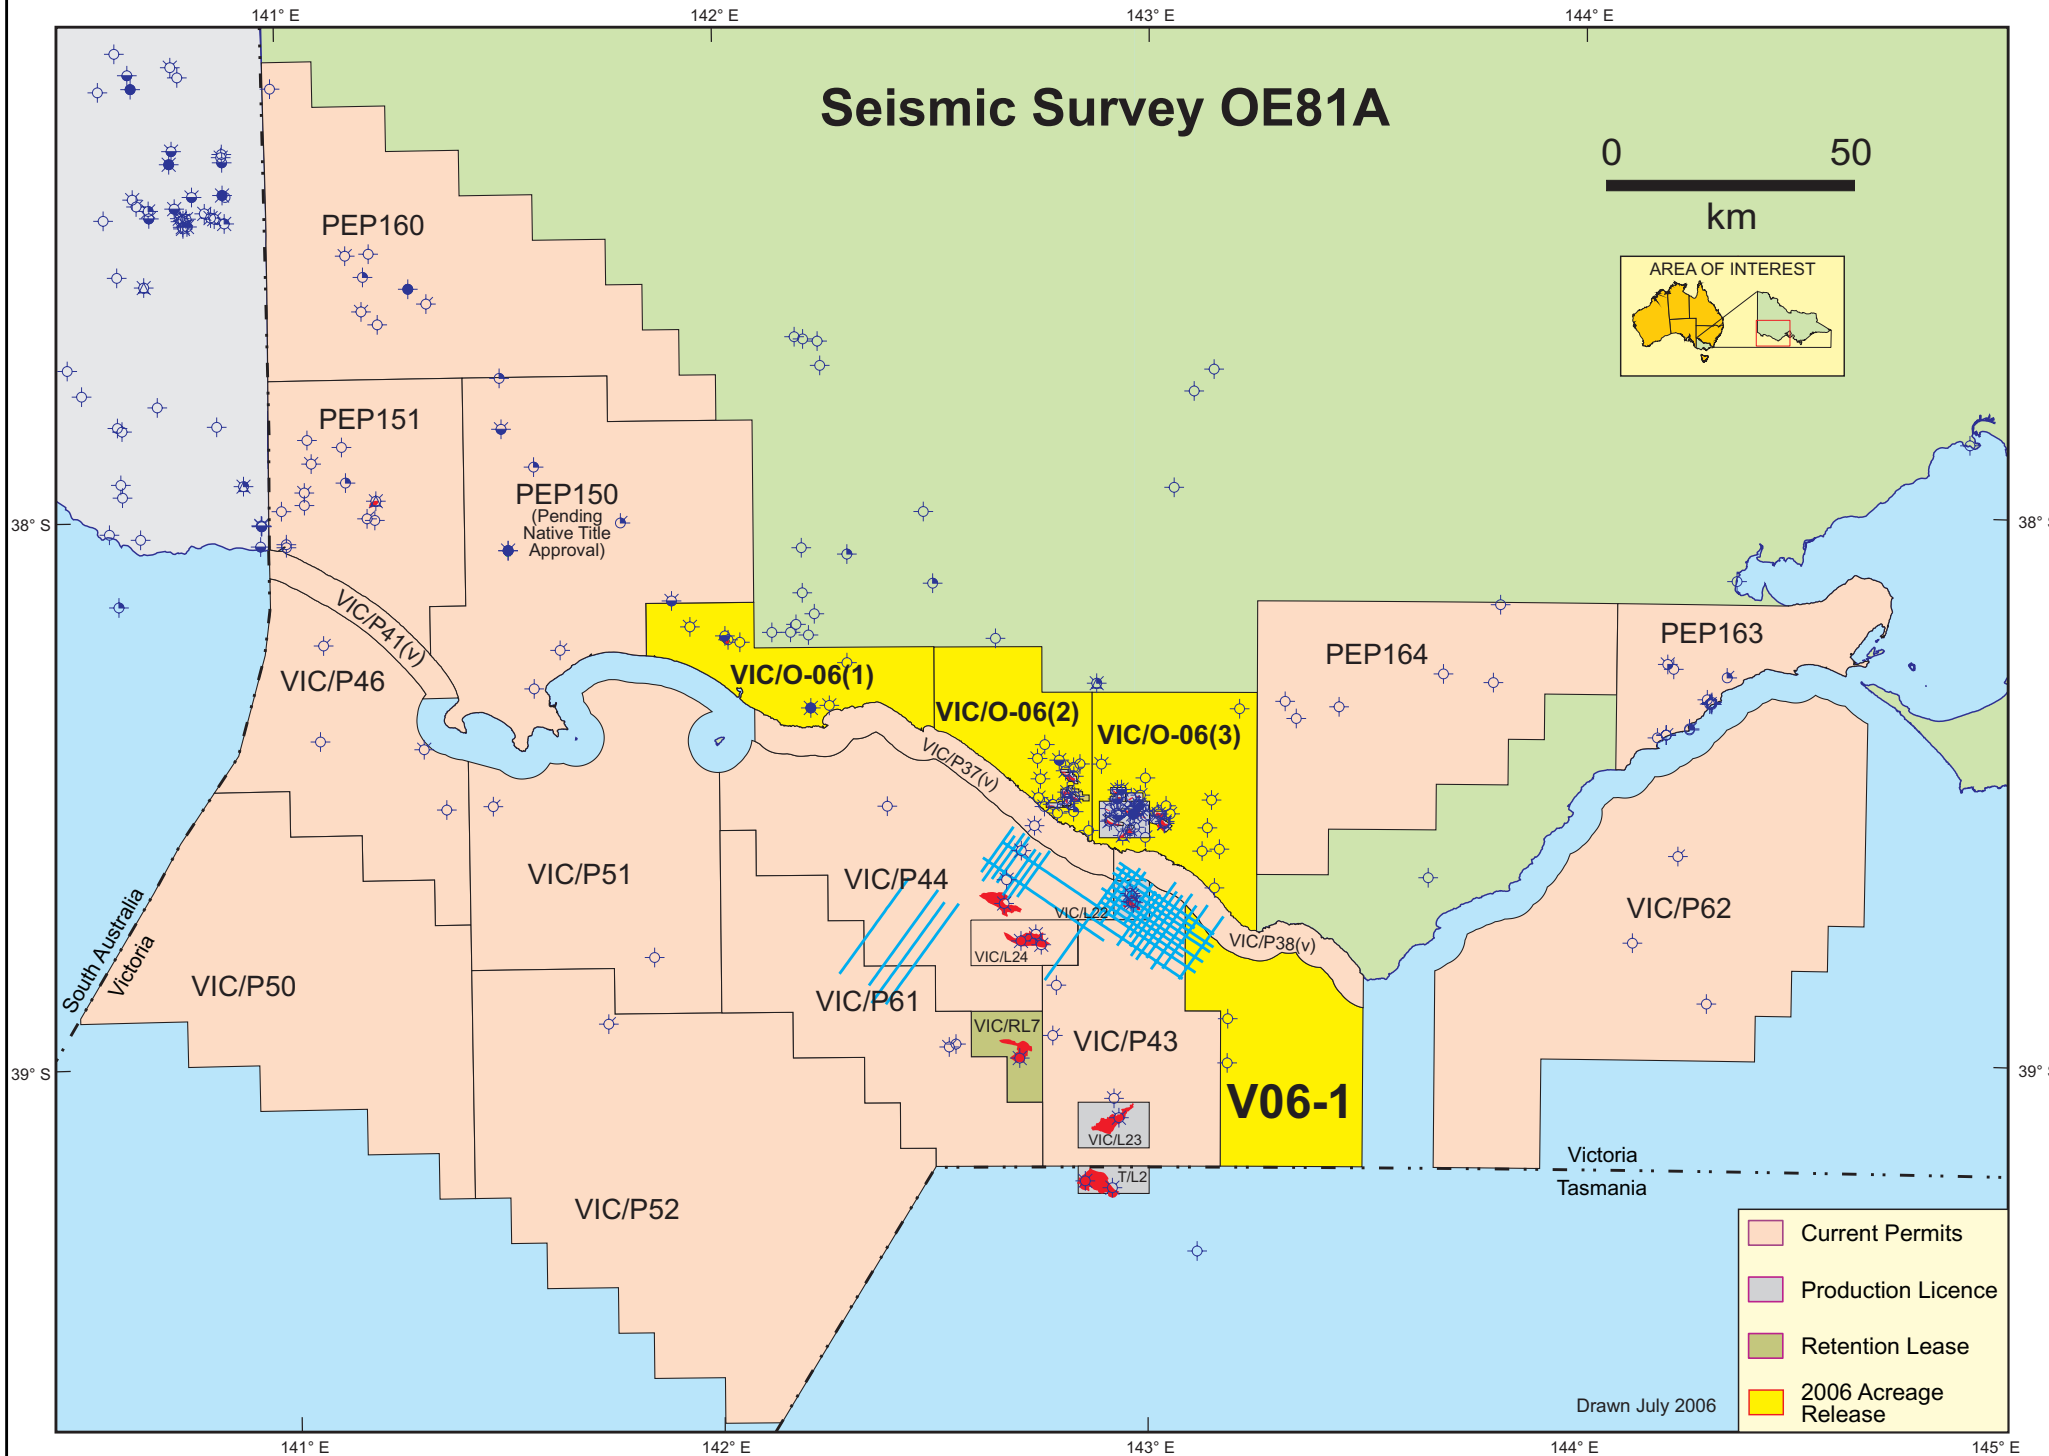 141° E
142° E
143° E
144° E
Seismic Survey OE81A
0 50
km
AREA OF INTEREST
PEP160
PEP151
PEP150
(Pending
Native Title
Approval)
38° S
38° S
VIC/P41(v)
VIC/P46
VIC/O-06(1)
VIC/O-06(2)
VIC/O-06(3)
PEP164
PEP163
VIC/P37(v)
VIC/P51
VIC/P44
VIC/L22
VIC/P62
VIC/P38(v)
VIC/L24
South Australia
Victoria
VIC/P50
VIC/P61
VIC/RL7
VIC/P43
39° S
39° S
V06-1
VIC/L23
T/L2
Victoria
Tasmania
VIC/P52
Current Permits
Production Licence
Retention Lease
2006 Acreage
Release
Drawn July 2006
141° E
142° E
143° E
144° E
145° E